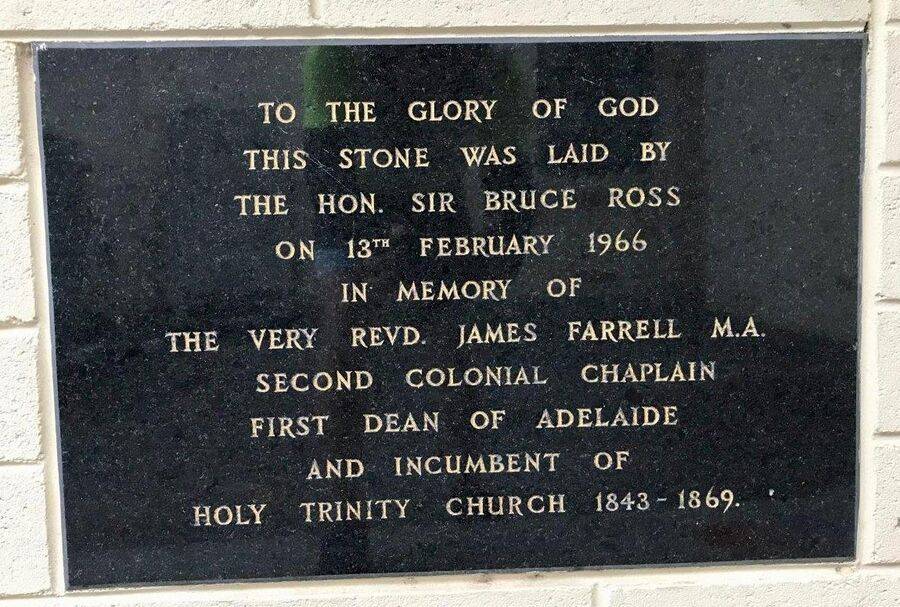 TO THE GLORY OF GOD
THIS STONE WAS LAID BY
THE HON. SIR BRUCE ROSS
ON 13TH FEBRUARY 1966
IN MEMORY OF
THE VERY REVD. JAMES FARRELL M.A.
SECOND COLONIAL CHAPLAIN
FIRST DEAN OF ADELAIDE
AND INCUMBENT OF
HOLY TRINITY CHURCH 1843-1869.